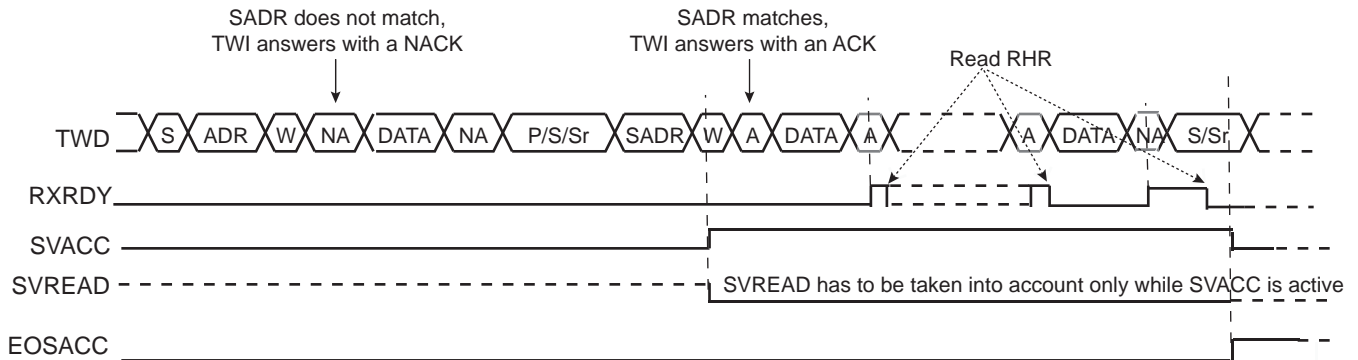 SADR does not match,
TWI answers with a NACK
SADR matches,
TWI answers with an ACK
Read RHR
TWD S ADR W NA DATA NA P/S/Sr SADR W A DATA A A DATA NA S/Sr
RXRDY
SVACC
SVREAD SVREAD has to be taken into account only while SVACC is active
EOSACC